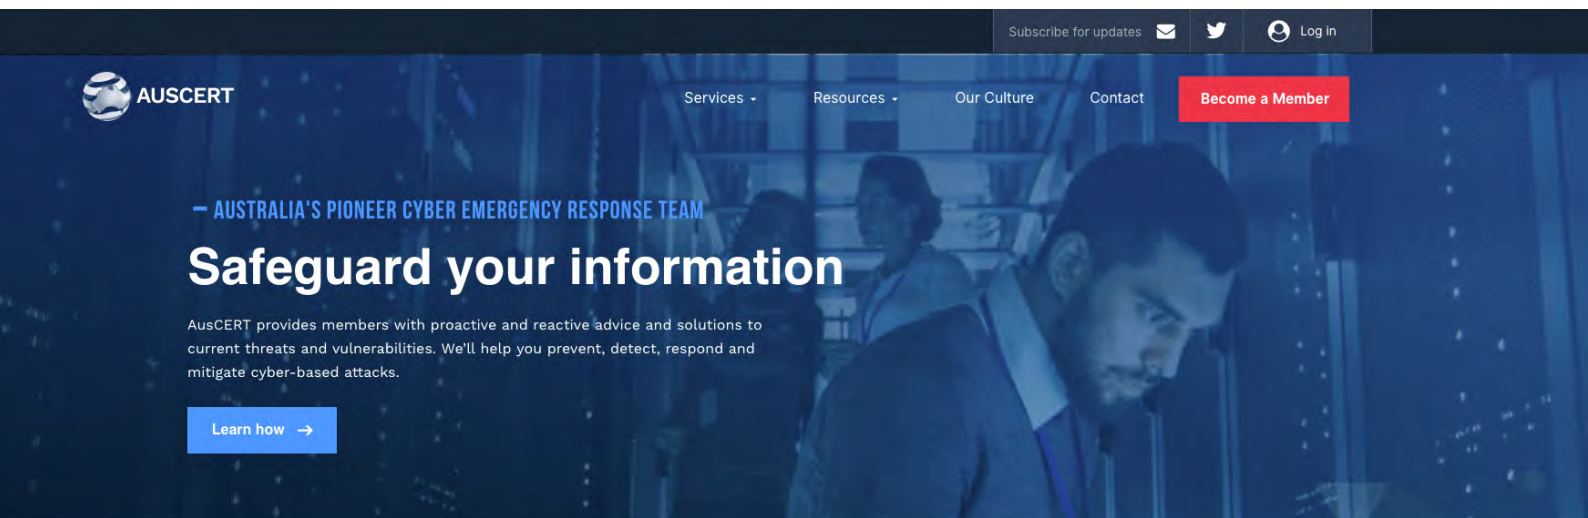 Subscribe for updates
Log in
AUSCERT
Services
Resources
Our Culture
Contact
Become a Member
– AUSTRALIA'S PIONEER CYBER EMERGENCY RESPONSE TEAM
Safeguard your information
AusCERT provides members with proactive and reactive advice and solutions to
current threats and vulnerabilities. We'll help you prevent, detect, respond and
mitigate cyber-based attacks.
Learn how →